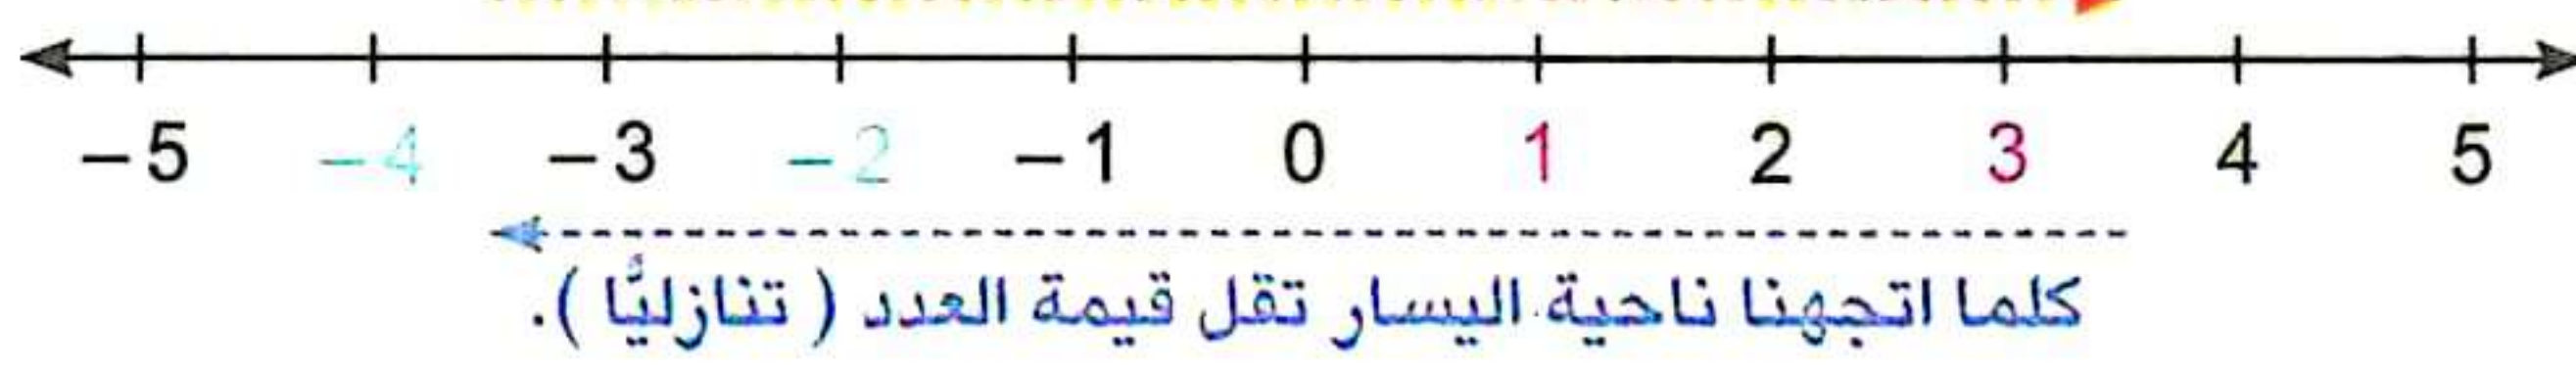 −5 −4 −3 −2 −1 0 1 2 3 4 5
كلما اتجهنا ناحية اليسار تقل قيمة العدد ( تنازليًّا ).